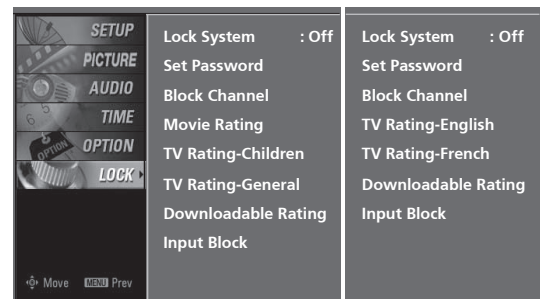 SETUP
PICTURE
AUDIO
TIME
OPTION
LOCK
Move MENU Prev
Lock System : Off
Set Password
Block Channel
Movie Rating
TV Rating-Children
TV Rating-General
Downloadable Rating
Input Block
Lock System : Off
Set Password
Block Channel
TV Rating-English
TV Rating-French
Downloadable Rating
Input Block